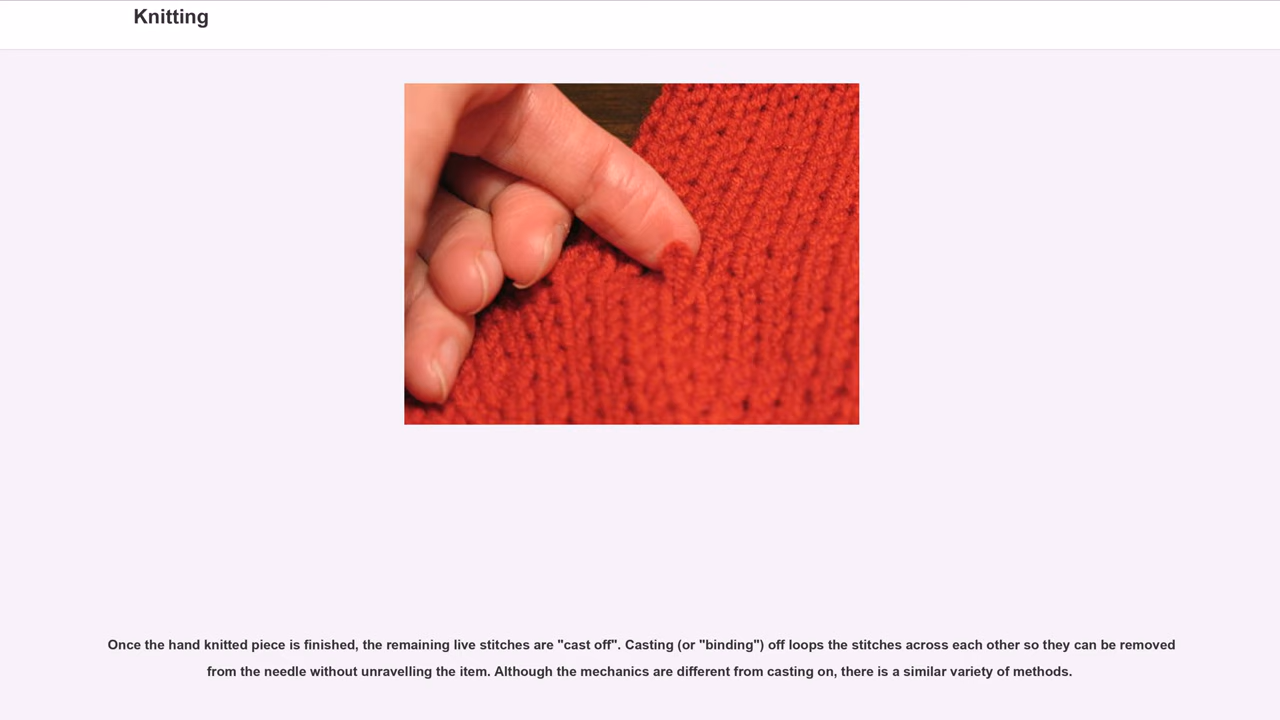 Knitting
Once the hand knitted piece is finished, the remaining live stitches are "cast off". Casting (or "binding") off loops the stitches across each other so they can be removed
from the needle without unravelling the item. Although the mechanics are different from casting on, there is a similar variety of methods.